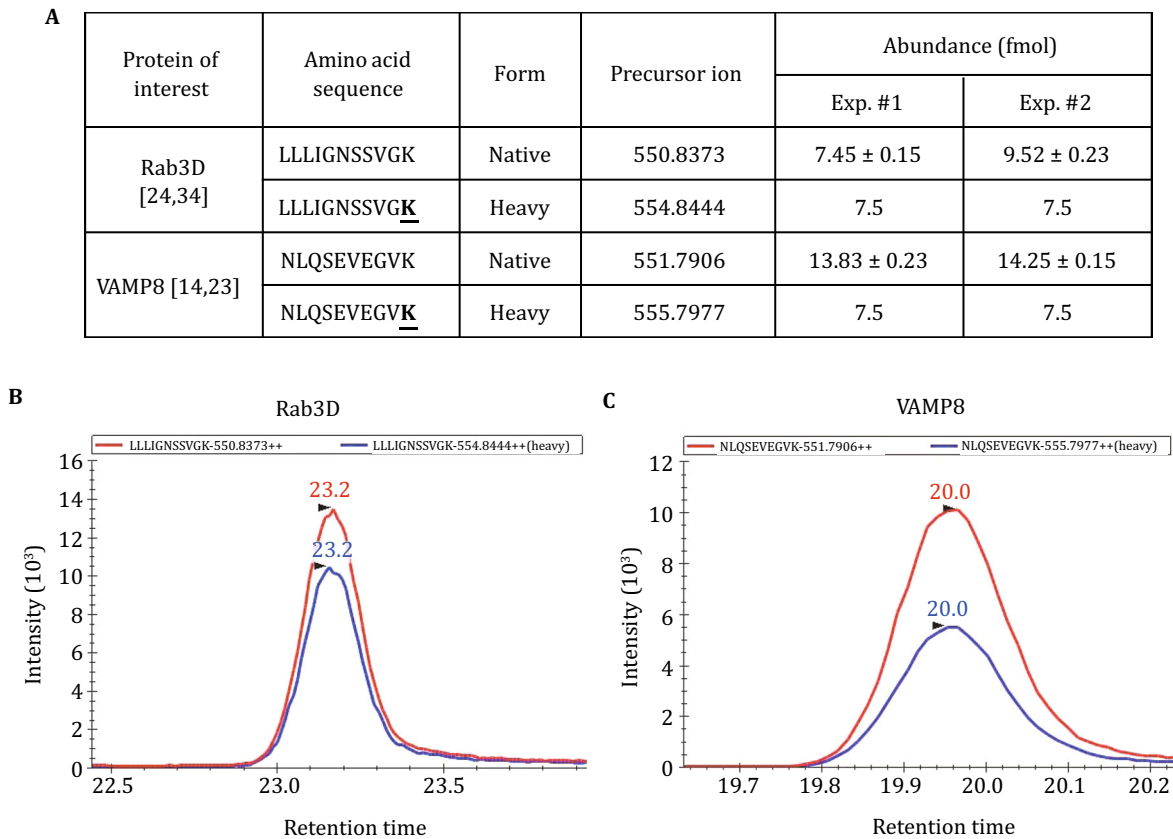 A
Protein of interest
Amino acid sequence
Form
Precursor ion
Abundance (fmol)
Exp. #1
Exp. #2
Rab3D [24,34]
LLLIGNSSVGK
Native
550.8373
7.45 ± 0.15
9.52 ± 0.23
LLLIGNSSVGK
Heavy
554.8444
7.5
7.5
VAMP8 [14,23]
NLQSEVEGVK
Native
551.7906
13.83 ± 0.23
14.25 ± 0.15
NLQSEVEGVK
Heavy
555.7977
7.5
7.5
B
Rab3D
LLLIGNSSVGK-550.8373++
LLLIGNSSVGK-554.8444++(heavy)
16
14
12
10
8
6
4
2
0
Intensity (10³)
23.2
23.2
22.5
23.0
23.5
Retention time
C
VAMP8
NLQSEVEGVK-551.7906++
NLQSEVEGVK-555.7977++(heavy)
12
10
8
6
4
2
0
Intensity (10³)
20.0
20.0
19.7
19.8
19.9
20.0
20.1
20.2
Retention time